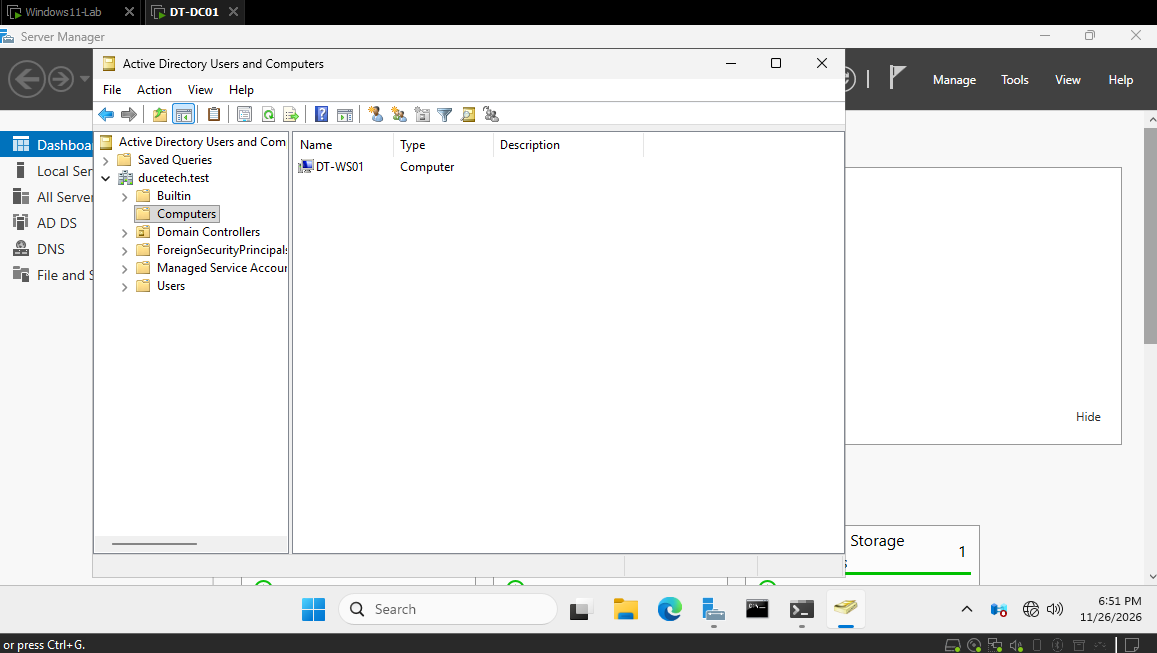 Windows11-Lab
DT-DC01
Server Manager
Active Directory Users and Computers
File Action View Help
Manage Tools View Help
Dashboa
Local Ser
All Server
AD DS
DNS
File and S
Active Directory Users and Com
Saved Queries
ducetech.test
Builtin
Computers
Domain Controllers
ForeignSecurityPrincipals
Managed Service Accour
Users
Name Type Description
DT-WS01 Computer
Hide
Storage
1
Search
6:51 PM
11/26/2026
or press Ctrl+G.